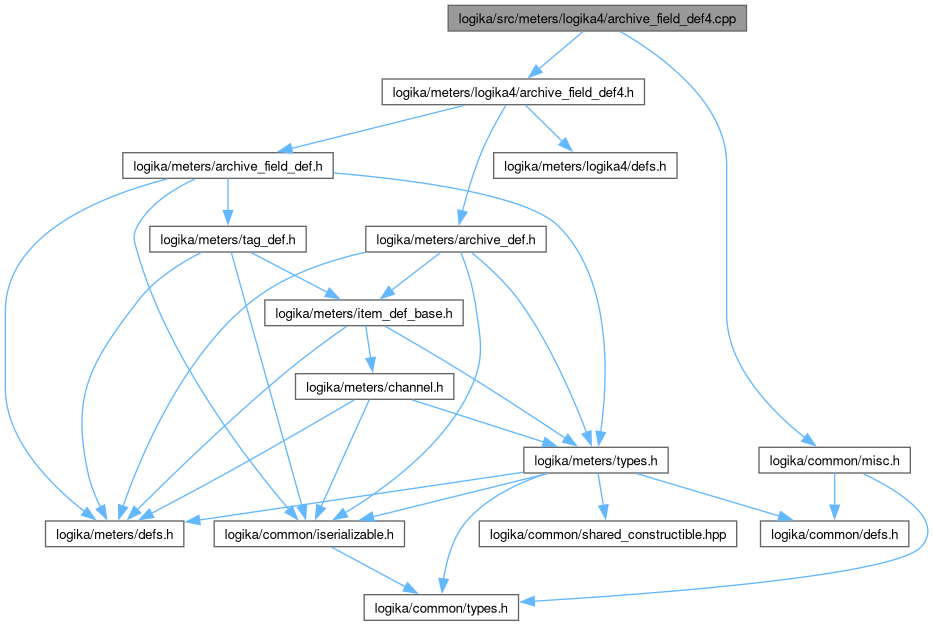 logika/src/meters/logika4/archive_field_def4.cpp
logika/meters/logika4/archive_field_def4.h
logika/meters/archive_field_def.h
logika/meters/logika4/defs.h
logika/meters/tag_def.h
logika/meters/archive_def.h
logika/meters/item_def_base.h
logika/meters/channel.h
logika/meters/types.h
logika/common/misc.h
logika/meters/defs.h
logika/common/iserializable.h
logika/common/shared_constructible.hpp
logika/common/defs.h
logika/common/types.h